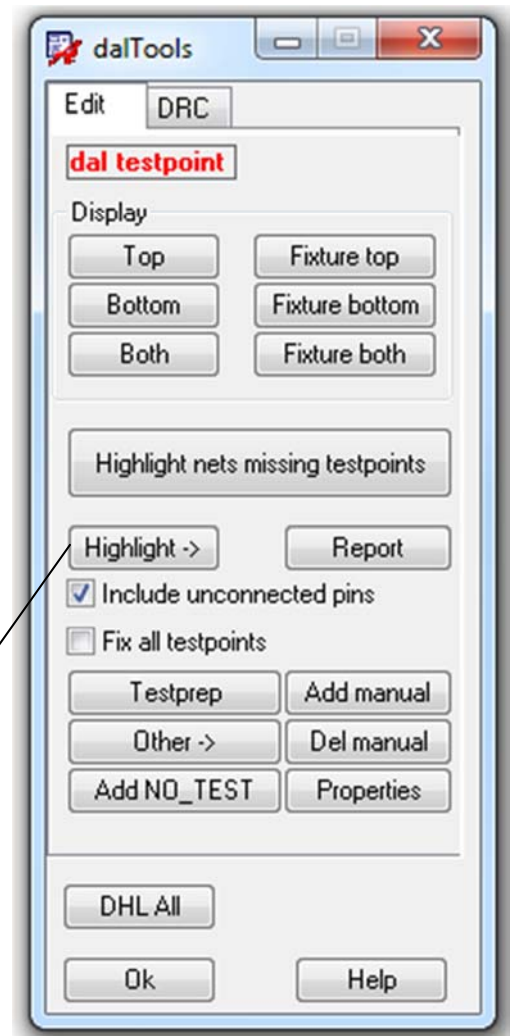 dalTools
Edit DRC
dal testpoint
Display
Top Fixture top
Bottom Fixture bottom
Both Fixture both
Highlight nets missing testpoints
Highlight -> Report
Include unconnected pins
Fix all testpoints
Testprep Add manual
Other -> Del manual
Add NO_TEST Properties
DHL All
Ok Help